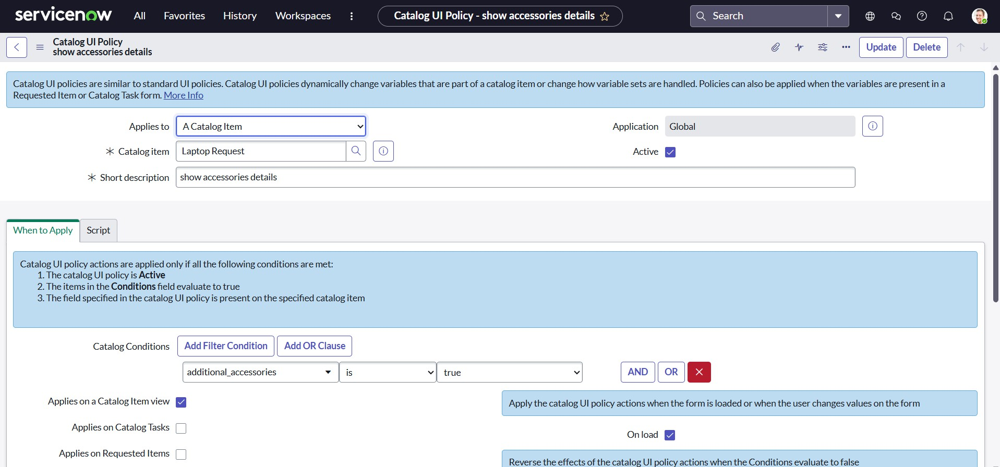 servicenow All Favorites History Workspaces Catalog UI Policy - show accessories details Search
Catalog UI Policy
show accessories details
Update Delete
Catalog UI policies are similar to standard UI policies. Catalog UI policies dynamically change variables that are part of a catalog item or change how variable sets are handled. Policies can also be applied when the variables are present in a
Requested Item or Catalog Task form. More Info
Applies to A Catalog Item Application Global
Catalog item Laptop Request Active
Short description show accessories details
When to Apply Script
Catalog UI policy actions are applied only if all the following conditions are met:
1. The catalog UI policy is Active
2. The items in the Conditions field evaluate to true
3. The field specified in the catalog UI policy is present on the specified catalog item
Catalog Conditions Add Filter Condition Add OR Clause
additional_accessories is true AND OR
Applies on a Catalog Item view
Apply the catalog UI policy actions when the form is loaded or when the user changes values on the form
Applies on Catalog Tasks
On load
Applies on Requested Items
Reverse the effects of the catalog UI policy actions when the Conditions evaluate to false